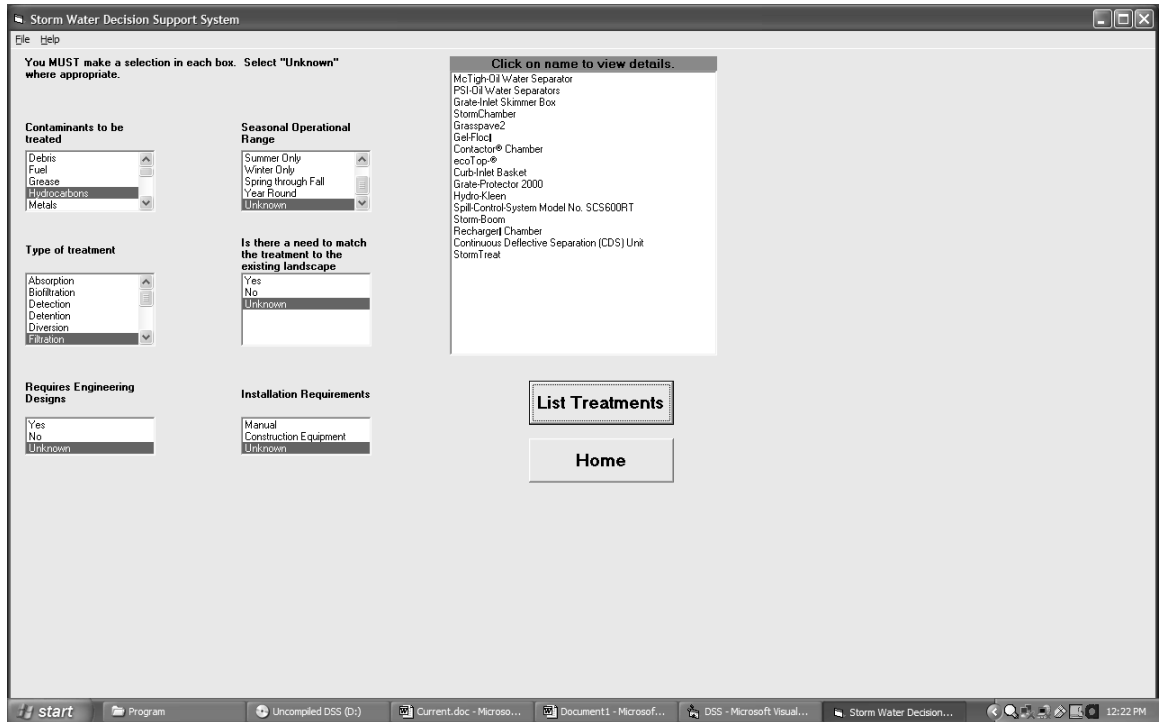 Storm Water Decision Support System
File Help
You MUST make a selection in each box. Select "Unknown"
where appropriate.
Contaminants to be
treated
Debris
Fuel
Grease
Hydrocarbons
Metals
Seasonal Operational
Range
Summer Only
Winter Only
Spring through Fall
Year Round
Unknown
Type of treatment
Absorption
Biofiltration
Detection
Detention
Diversion
Filtration
Is there a need to match
the treatment to the
existing landscape
Yes
No
Unknown
Requires Engineering
Designs
Yes
No
Unknown
Installation Requirements
Manual
Construction Equipment
Unknown
Click on name to view details.
McTigh-Oil Water Separator
PSI-Oil Water Separators
Grate-Inlet Skimmer Box
StormChamber
Grasspave2
Gel-Floc‖
Contactor® Chamber
ecoTop-®
Curb-Inlet Basket
Grate-Protector 2000
Hydro-Kleen
Spill-Control-System Model No. SCS600RT
Storm-Boom
Recharger‖ Chamber
Continuous Deflective Separation (CDS) Unit
StormTreat
List Treatments
Home
start Program Uncompiled DSS (D:) Current.doc - Microso... Document1 - Microsof... DSS - Microsoft Visual... Storm Water Decision... 12:22 PM